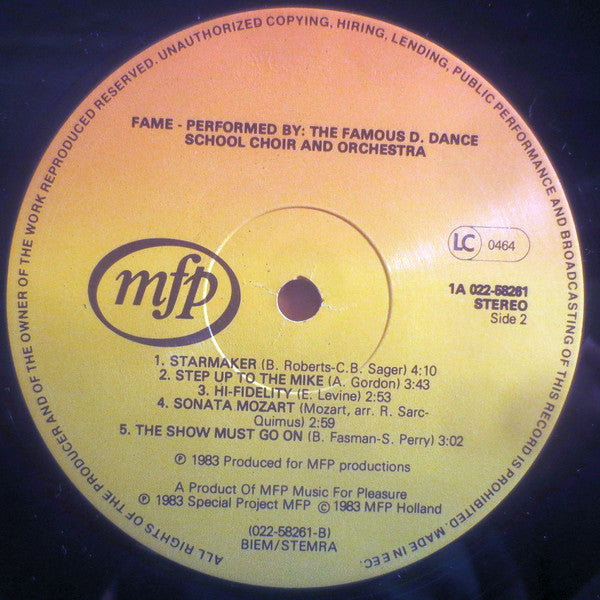 ALL RIGHTS OF THE PRODUCER AND OF THE OWNER OF THE WORK REPRODUCED RESERVED. UNAUTHORIZED COPYING, HIRING, LENDING, PUBLIC PERFORMANCE AND BROADCASTING OF THIS RECORD IS PROHIBITED. MADE IN EEC.
FAME - PERFORMED BY: THE FAMOUS D. DANCE
SCHOOL CHOIR AND ORCHESTRA
LC 0464
mfp
1A 022-58261
STEREO
Side 2
1. STARMAKER (B. Roberts-C.B. Sager) 4:10
2. STEP UP TO THE MIKE (A. Gordon) 3:43
3. HI-FIDELITY (E. Levine) 2:53
4. SONATA MOZART (Mozart, arr. R. Sarc-
Quimus) 2:59
5. THE SHOW MUST GO ON (B. Fasman-S. Perry) 3:02
℗ 1983 Produced for MFP productions
A Product Of MFP Music For Pleasure
℗ 1983 Special Project MFP © 1983 MFP Holland
(022-58261-B)
BIEM/STEMRA